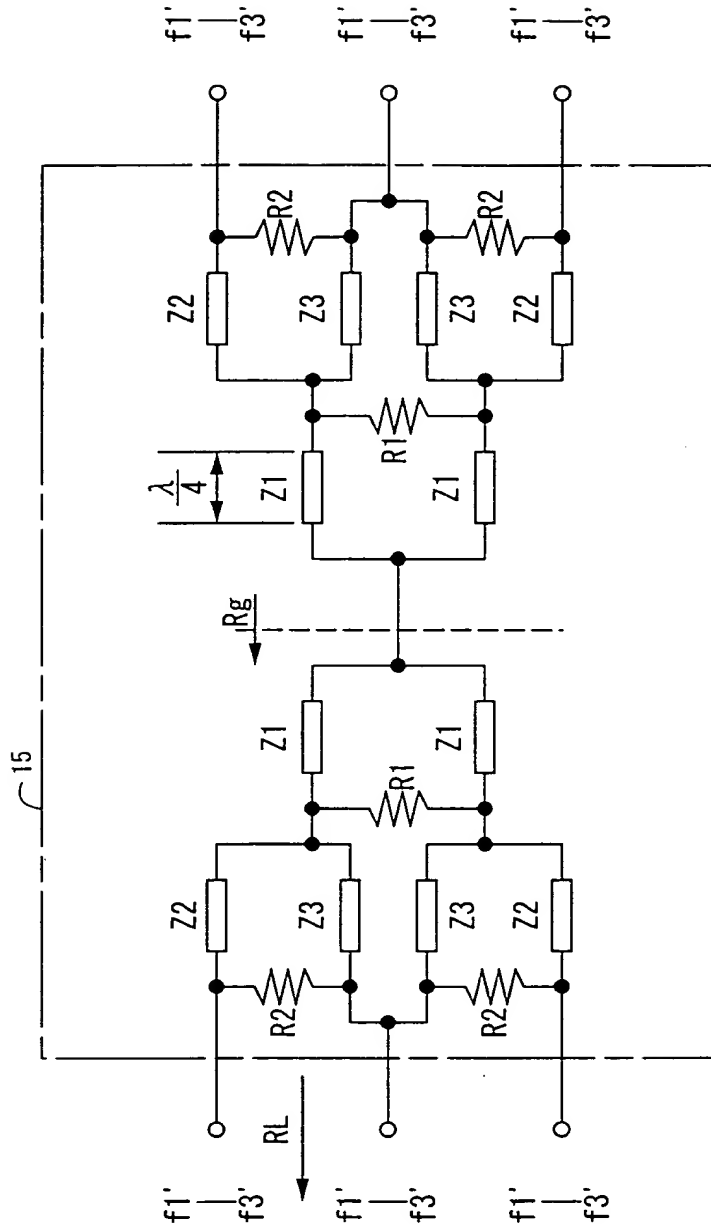 15
f1' — f3'
f1' — f3'
f1' — f3'
RL
Z2
R2
Z3
Z3
R2
Z2
R1
Z1
Z1
Rg
λ/4
Z1
Z1
R1
Z2
R2
Z3
Z3
R2
Z2
f1' — f3'
f1' — f3'
f1' — f3'